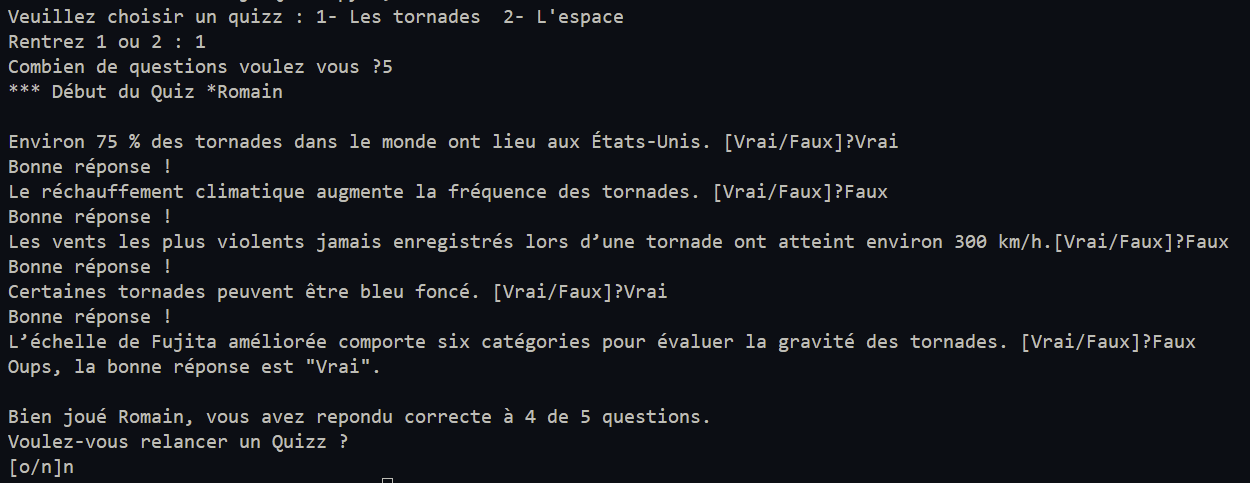 Veuillez choisir un quizz : 1- Les tornades  2- L'espace
Rentrez 1 ou 2 : 1
Combien de questions voulez vous ?5
*** Début du Quiz *Romain
Environ 75 % des tornades dans le monde ont lieu aux États-Unis. [Vrai/Faux]?Vrai
Bonne réponse !
Le réchauffement climatique augmente la fréquence des tornades. [Vrai/Faux]?Faux
Bonne réponse !
Les vents les plus violents jamais enregistrés lors d’une tornade ont atteint environ 300 km/h.[Vrai/Faux]?Faux
Bonne réponse !
Certaines tornades peuvent être bleu foncé. [Vrai/Faux]?Vrai
Bonne réponse !
L’échelle de Fujita améliorée comporte six catégories pour évaluer la gravité des tornades. [Vrai/Faux]?Faux
Oups, la bonne réponse est "Vrai".
Bien joué Romain, vous avez repondu correcte à 4 de 5 questions.
Voulez-vous relancer un Quizz ?
[o/n]n